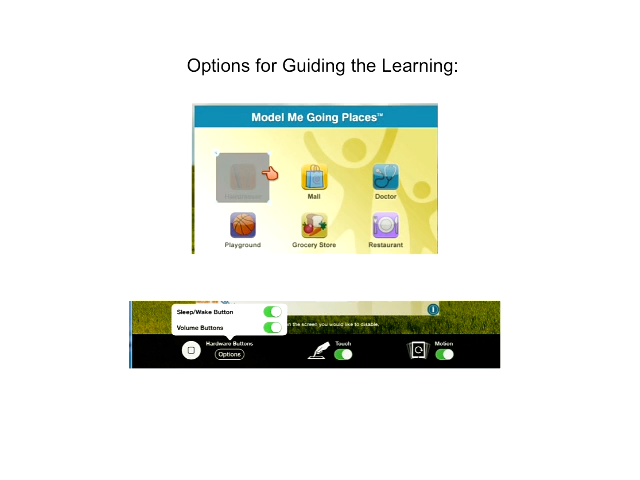 Options for Guiding the Learning:
Model Me Going Places™
Mall
Doctor
Playground
Grocery Store
Restaurant
Sleep/Wake Button
Volume Buttons
on the screen you would like to disable.
Hardware Buttons
Options
Touch
Motion